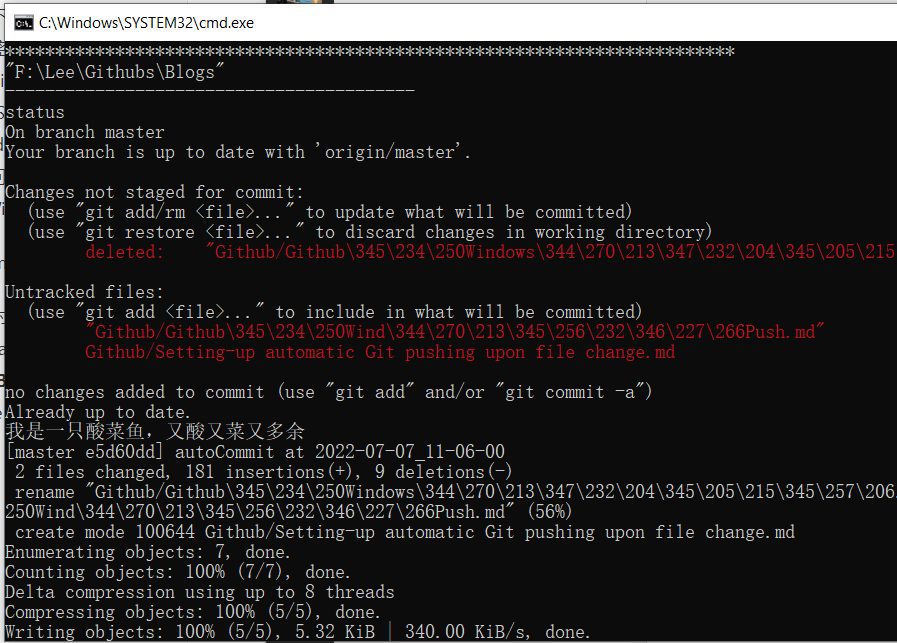 C:\Windows\SYSTEM32\cmd.exe
*************************************************************************
"F:\Lee\Githubs\Blogs"
-----------------------------------------
status
On branch master
Your branch is up to date with 'origin/master'.
Changes not staged for commit:
(use "git add/rm <file>..." to update what will be committed)
(use "git restore <file>..." to discard changes in working directory)
deleted: "Github/Github\345\234\250Windows\344\270\213\347\232\204\345\205\215
Untracked files:
(use "git add <file>..." to include in what will be committed)
"Github/Github\345\234\250Wind\344\270\213\345\256\232\346\227\266Push.md"
Github/Setting-up automatic Git pushing upon file change.md
no changes added to commit (use "git add" and/or "git commit -a")
Already up to date.
我是一只酸菜鱼，又酸又菜又多余
[master e5d60dd] autoCommit at 2022-07-07_11-06-00
2 files changed, 181 insertions(+), 9 deletions(-)
rename "Github/Github\345\234\250Windows\344\270\213\347\232\204\345\205\215\345\257\206
250Wind\344\270\213\345\256\232\346\227\266Push.md" (56%)
create mode 100644 Github/Setting-up automatic Git pushing upon file change.md
Enumerating objects: 7, done.
Counting objects: 100% (7/7), done.
Delta compression using up to 8 threads
Compressing objects: 100% (5/5), done.
Writing objects: 100% (5/5), 5.32 KiB | 340.00 KiB/s, done.